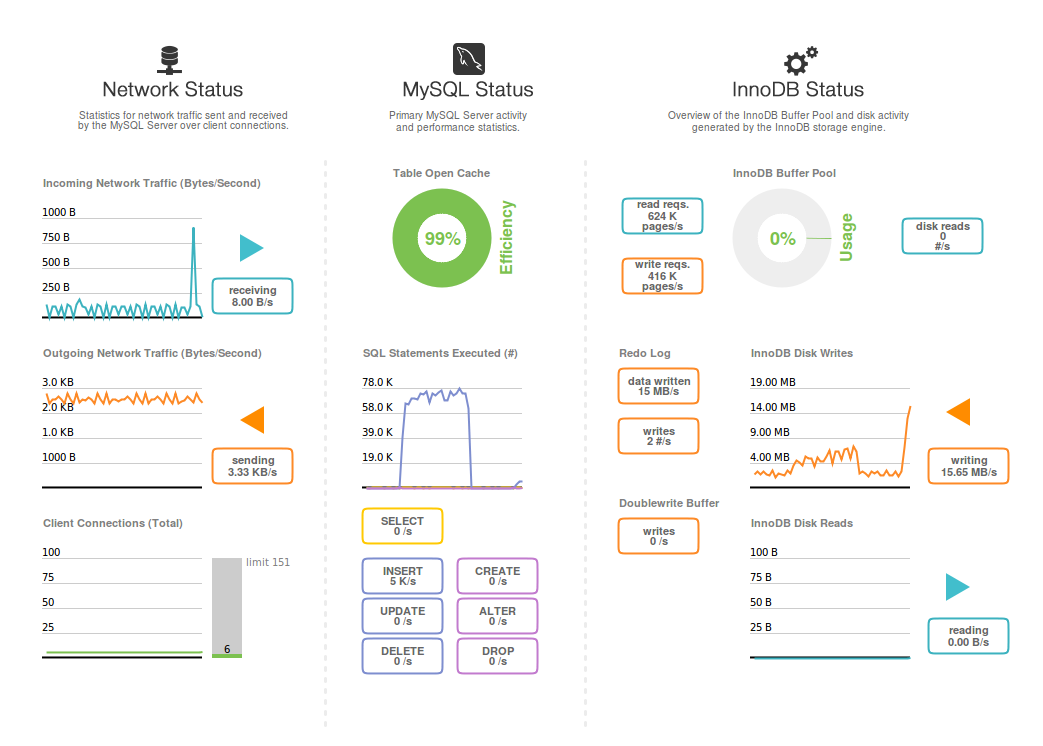 Network Status
Statistics for network traffic sent and received
by the MySQL Server over client connections.
Incoming Network Traffic (Bytes/Second)
1000 B
750 B
500 B
250 B
receiving
8.00 B/s
Outgoing Network Traffic (Bytes/Second)
3.0 KB
2.0 KB
1.0 KB
1000 B
sending
3.33 KB/s
Client Connections (Total)
100
75
50
25
limit 151
6
MySQL Status
Primary MySQL Server activity
and performance statistics.
Table Open Cache
99%
Efficiency
SQL Statements Executed (#)
78.0 K
58.0 K
39.0 K
19.0 K
SELECT
0 /s
INSERT
5 K/s
CREATE
0 /s
UPDATE
0 /s
ALTER
0 /s
DELETE
0 /s
DROP
0 /s
InnoDB Status
Overview of the InnoDB Buffer Pool and disk activity
generated by the InnoDB storage engine.
InnoDB Buffer Pool
read reqs.
624 K
pages/s
write reqs.
416 K
pages/s
0%
Usage
disk reads
0
#/s
Redo Log
data written
15 MB/s
writes
2 #/s
Doublewrite Buffer
writes
0 /s
InnoDB Disk Writes
19.00 MB
14.00 MB
9.00 MB
4.00 MB
writing
15.65 MB/s
InnoDB Disk Reads
100 B
75 B
50 B
25 B
reading
0.00 B/s